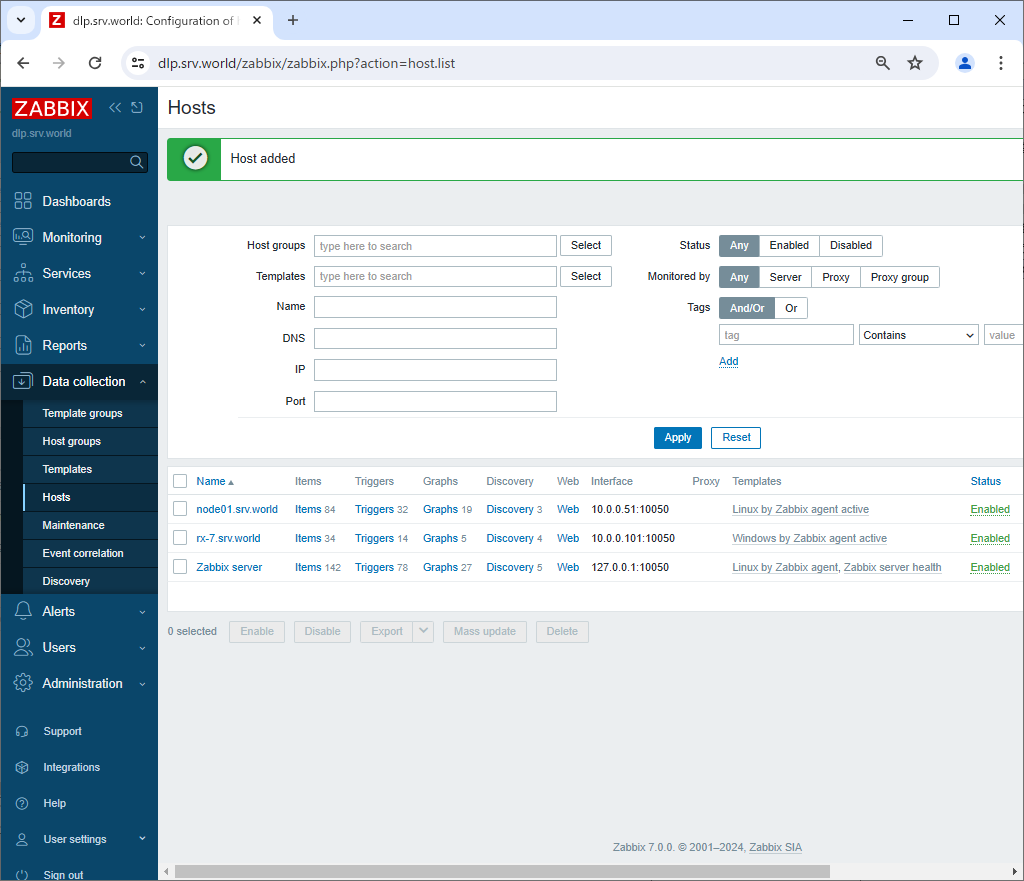 dlp.srv.world: Configuration of
dlp.srv.world/zabbix/zabbix.php?action=host.list
ZABBIX
dlp.srv.world
Dashboards
Monitoring
Services
Inventory
Reports
Data collection
Template groups
Host groups
Templates
Hosts
Maintenance
Event correlation
Discovery
Alerts
Users
Administration
Support
Integrations
Help
User settings
Sign out
Hosts
Host added
Host groups type here to search Select
Templates type here to search Select
Name
DNS
IP
Port
Status Any Enabled Disabled
Monitored by Any Server Proxy Proxy group
Tags And/Or Or
tag Contains value
Add
Apply Reset
Name Items Triggers Graphs Discovery Web Interface Proxy Templates Status
node01.srv.world Items 84 Triggers 32 Graphs 19 Discovery 3 Web 10.0.0.51:10050 Linux by Zabbix agent active Enabled
rx-7.srv.world Items 34 Triggers 14 Graphs 5 Discovery 4 Web 10.0.0.101:10050 Windows by Zabbix agent active Enabled
Zabbix server Items 142 Triggers 78 Graphs 27 Discovery 5 Web 127.0.0.1:10050 Linux by Zabbix agent, Zabbix server health Enabled
0 selected Enable Disable Export Mass update Delete
Zabbix 7.0.0. © 2001–2024, Zabbix SIA